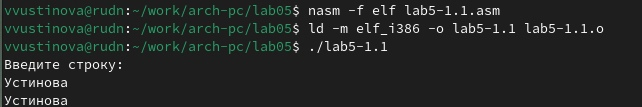 vvustinova@rudn:~/work/arch-pc/lab05$ nasm -f elf lab5-1.1.asm
vvustinova@rudn:~/work/arch-pc/lab05$ ld -m elf_i386 -o lab5-1.1 lab5-1.1.o
vvustinova@rudn:~/work/arch-pc/lab05$ ./lab5-1.1
Введите строку:
Устинова
Устинова